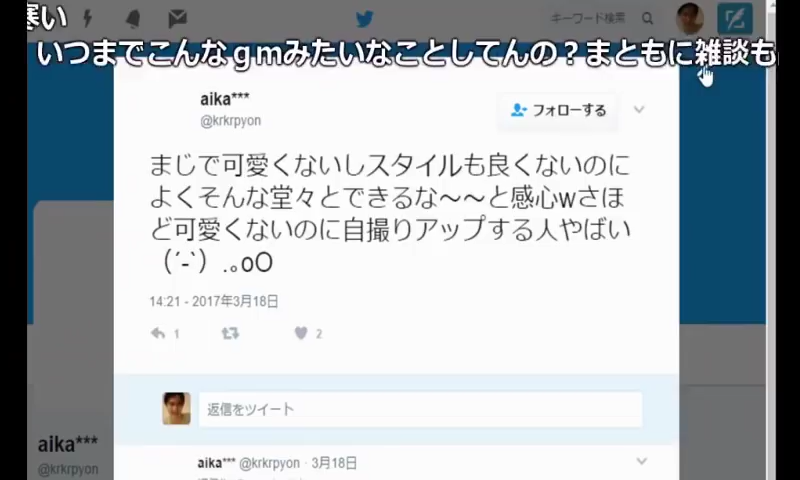 寒い
キーワード検索
いつまでこんなｇｍみたいなことしてんの？まともに雑談も
aika***
@krkrpyon
フォローする
まじで可愛くないしスタイルも良くないのに
よくそんな堂々とできるな〜〜と感心wさほ
ど可愛くないのに自撮りアップする人やばい
（´-`）.｡oO
14:21 - 2017年3月18日
1
2
返信をツイート
aika***
@krkrpyon
aika*** @krkrpyon · 3月18日